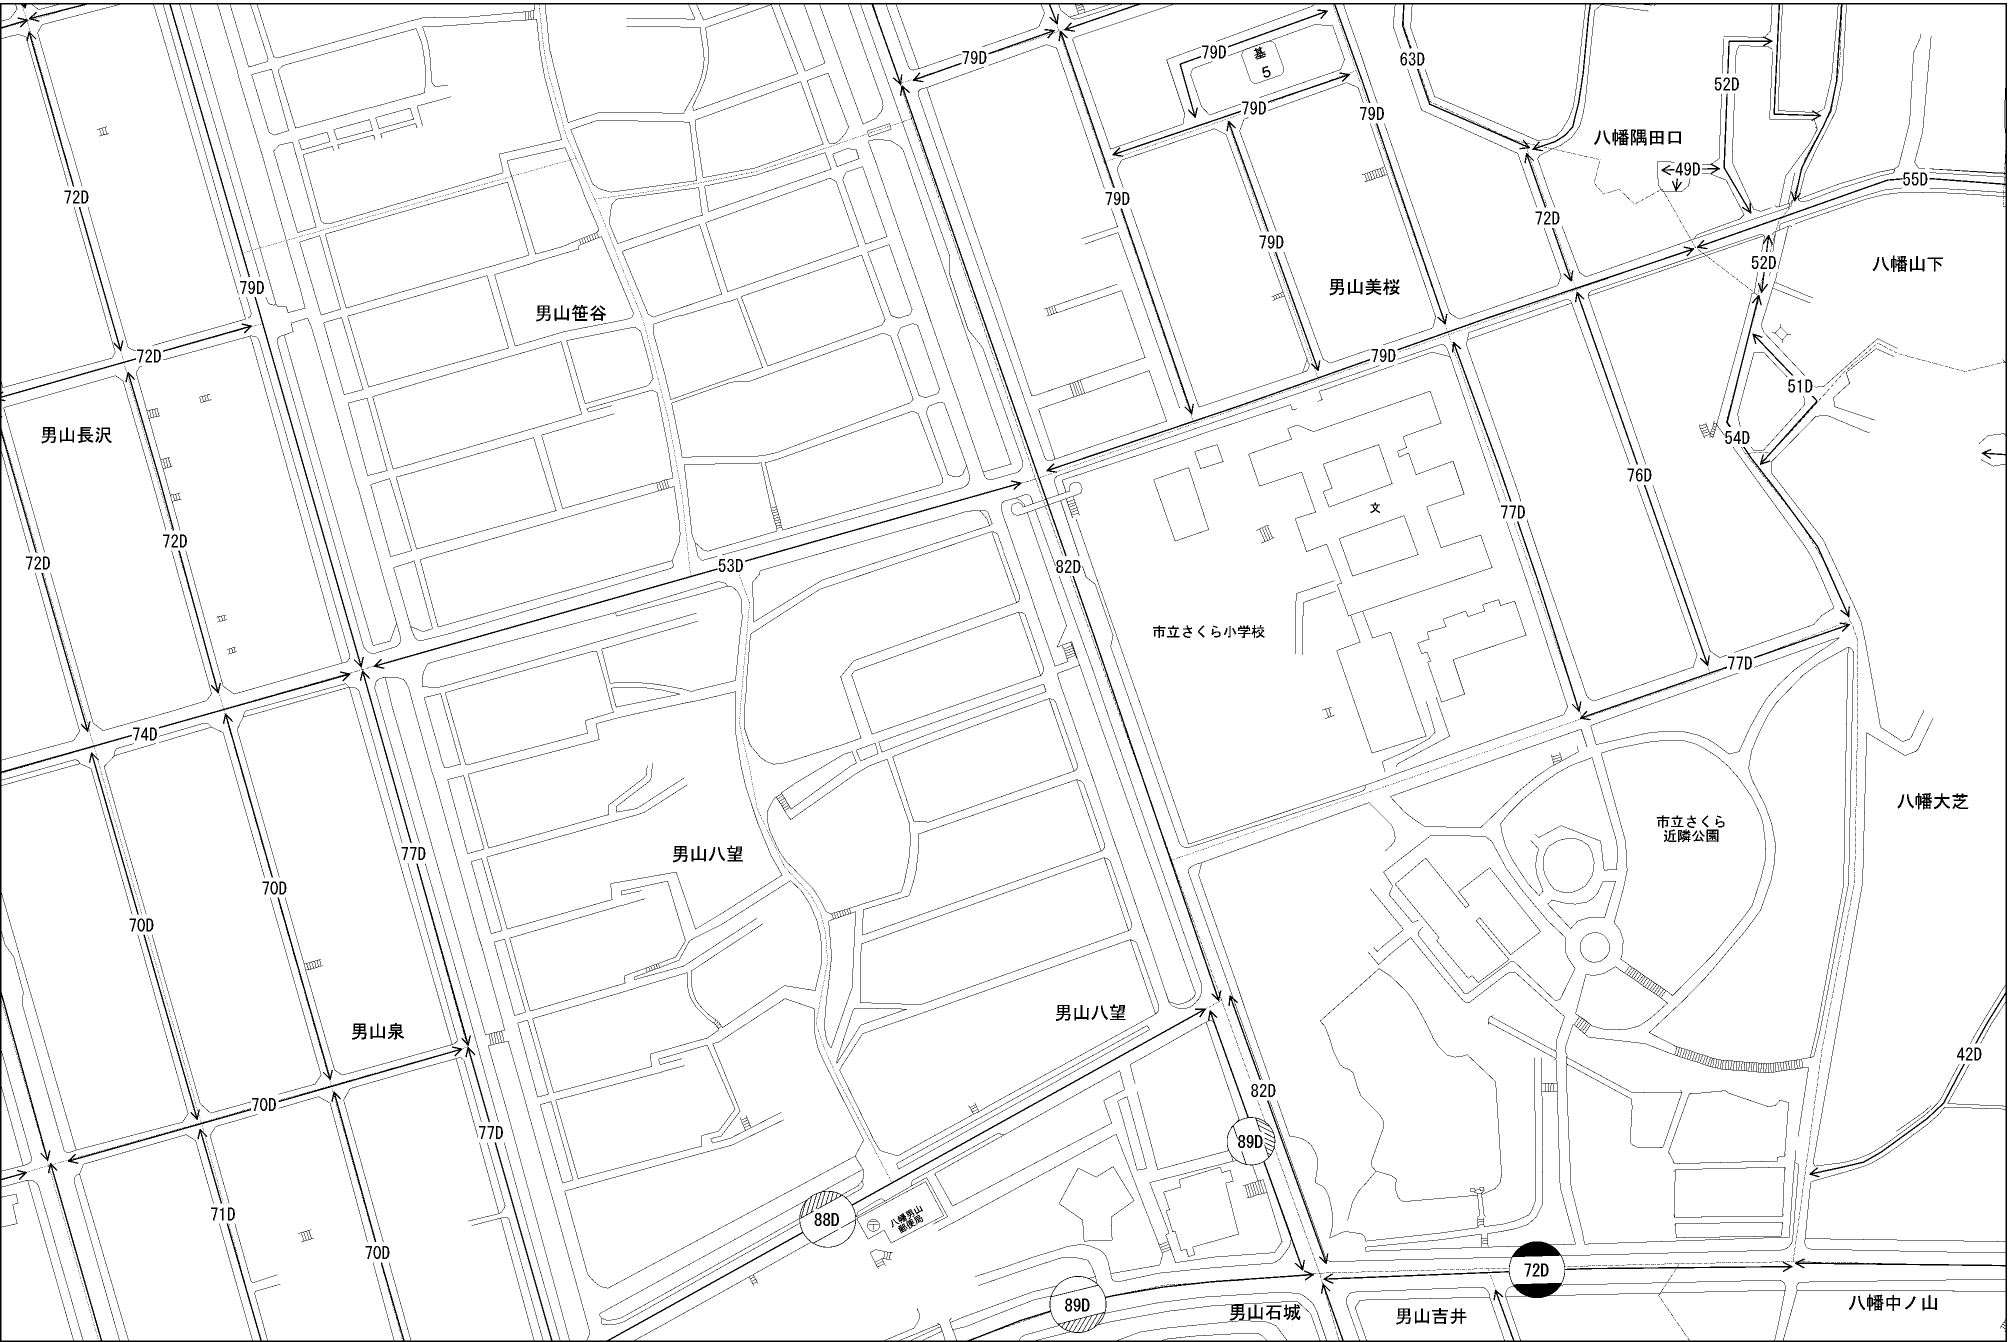 79D
79D
基
5
63D
52D
79D
79D
八幡隅田口
49D
72D
79D
72D
55D
79D
八幡山下
52D
79D
男山美桜
男山笹谷
72D
79D
51D
男山長沢
54D
76D
文
77D
72D
72D
53D
82D
市立さくら小学校
77D
74D
八幡大芝
市立さくら
近隣公園
77D
男山八望
70D
70D
男山八望
男山泉
42D
82D
70D
77D
89D
71D
88D
八幡男山
郵便局
70D
72D
89D
男山石城
男山吉井
八幡中ノ山